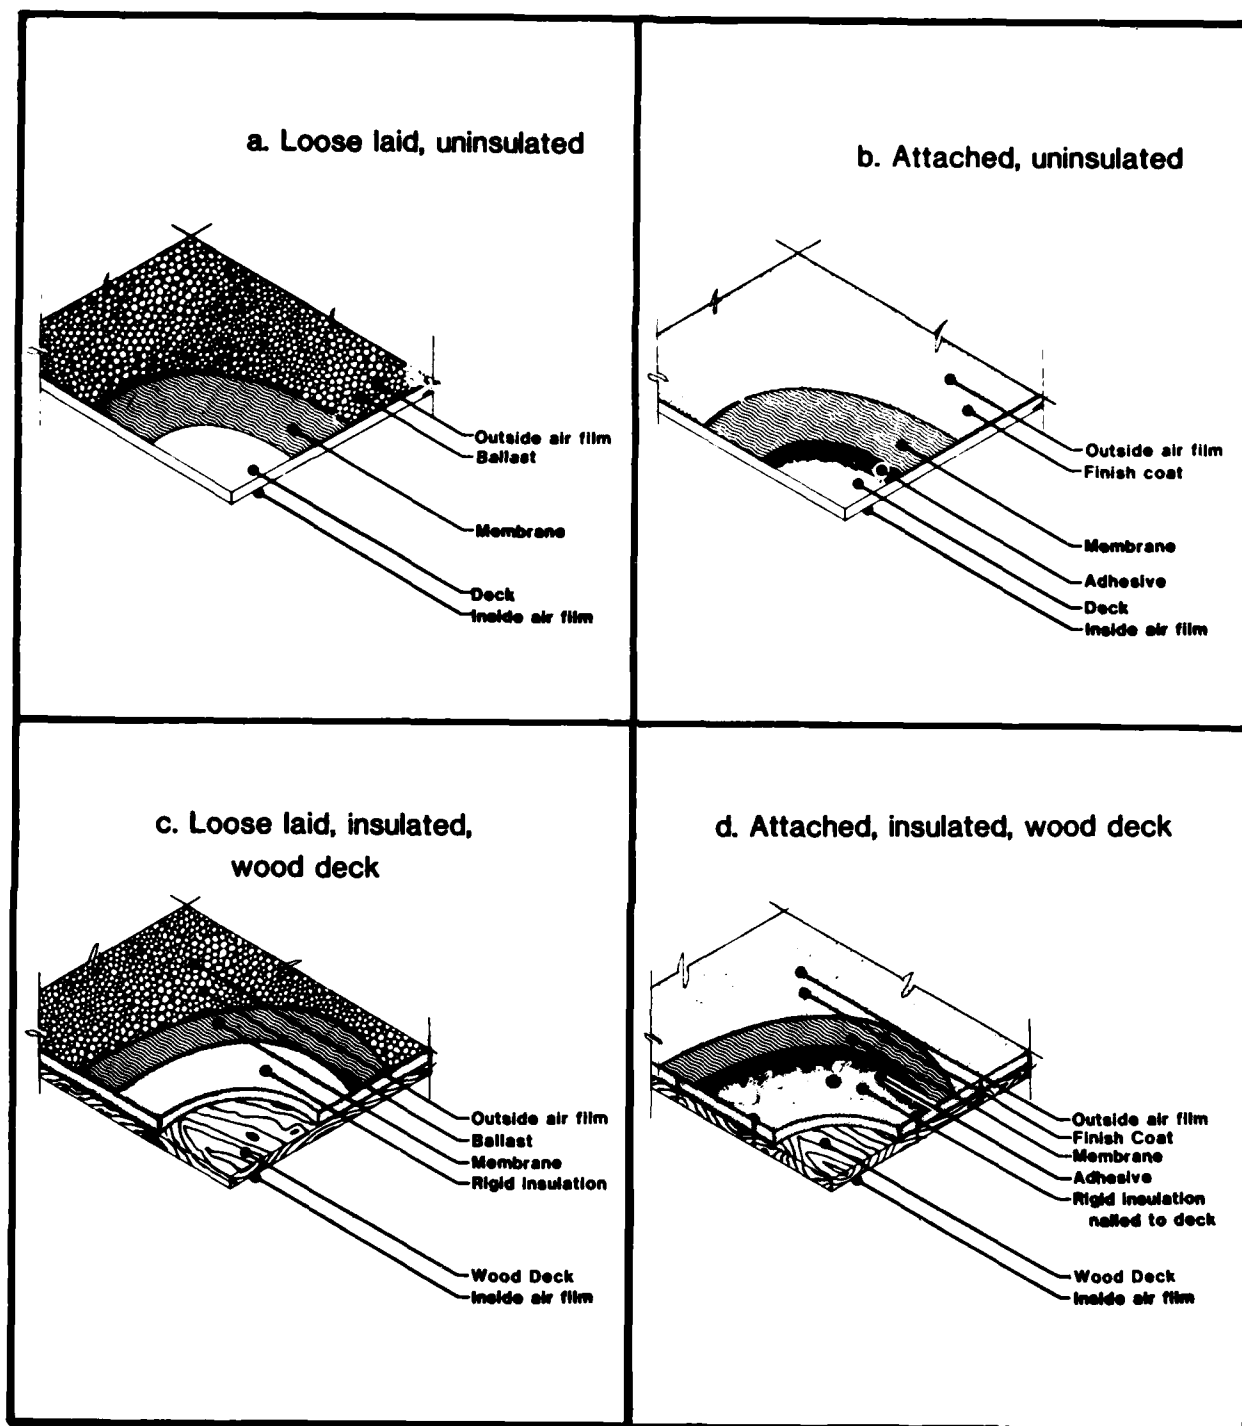 a. Loose laid, uninsulated
Outside air film
Ballast
Membrane
Deck
Inside air film
b. Attached, uninsulated
Outside air film
Finish coat
Membrane
Adhesive
Deck
Inside air film
c. Loose laid, insulated,
wood deck
Outside air film
Ballast
Membrane
Rigid insulation
Wood Deck
Inside air film
d. Attached, insulated, wood deck
Outside air film
Finish Coat
Membrane
Adhesive
Rigid insulation
nailed to deck
Wood Deck
Inside air film